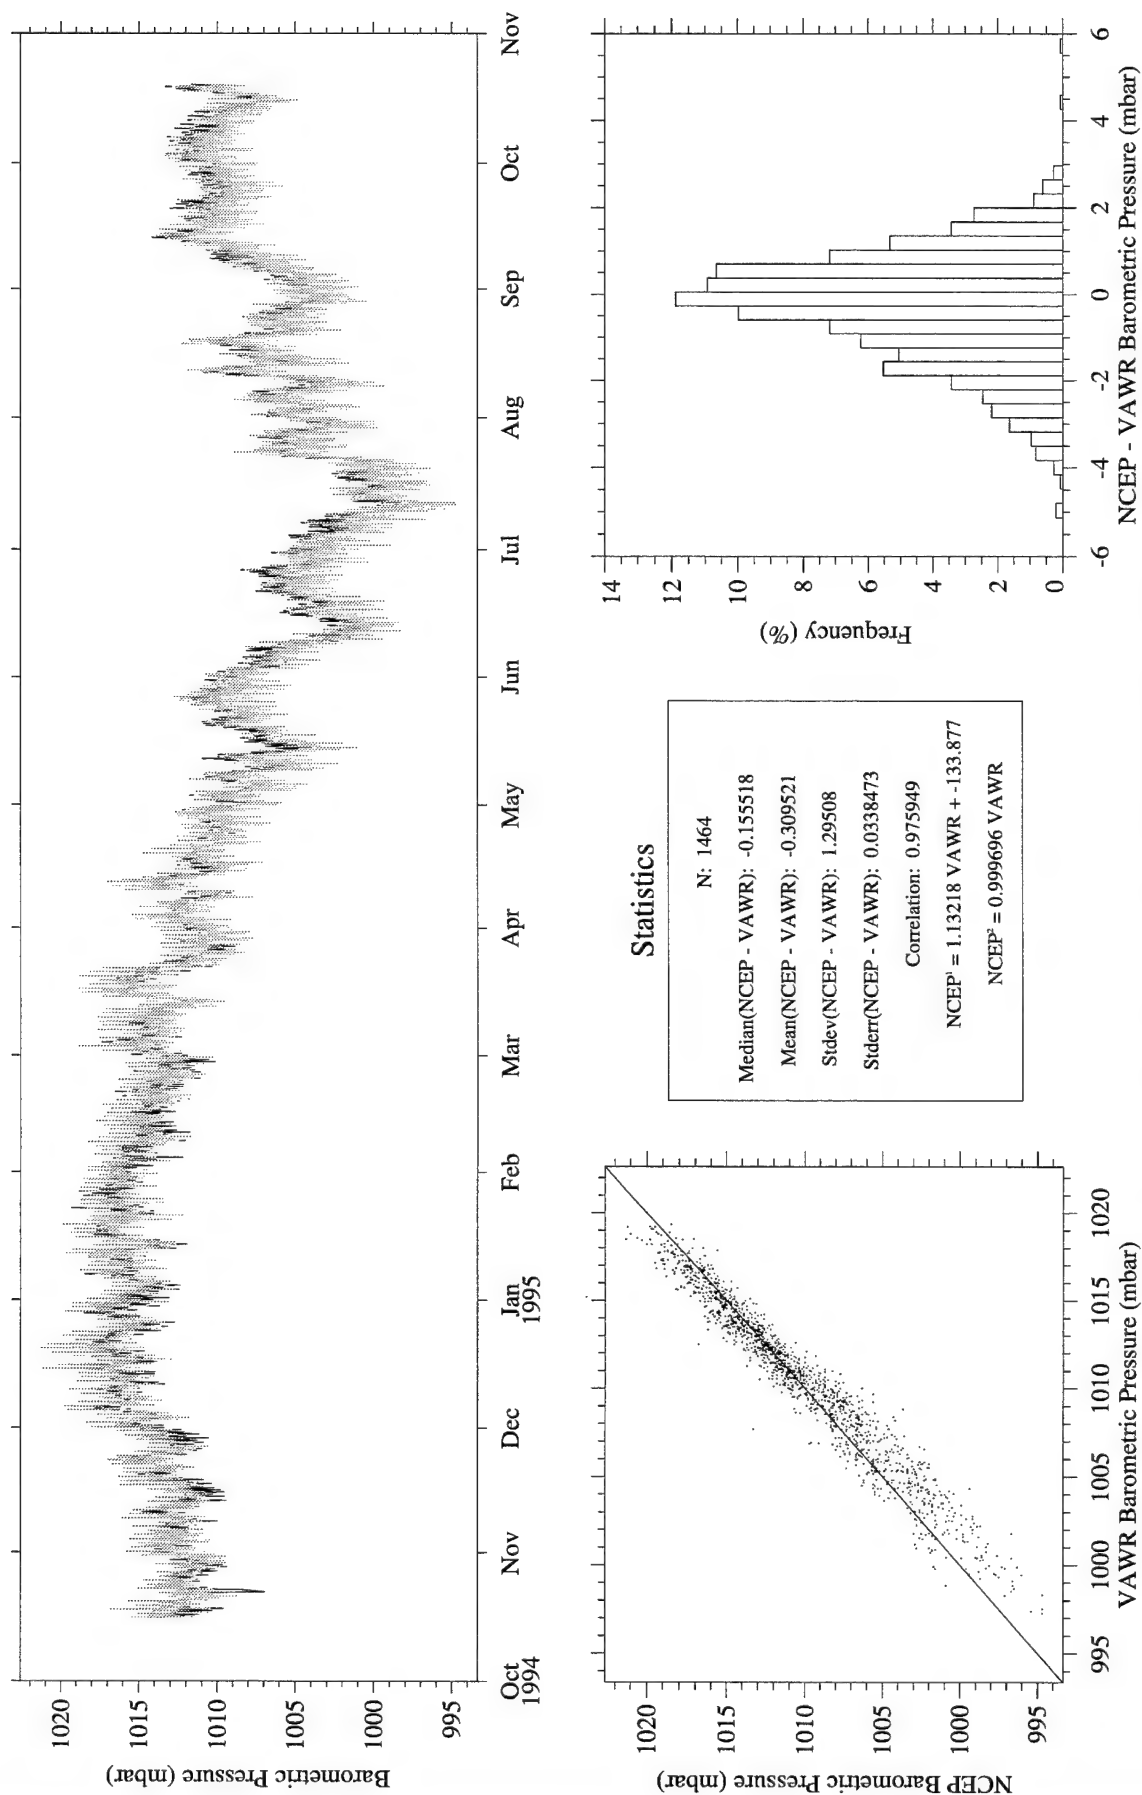 Barometric Pressure (mbar)
1020
1015
1010
1005
1000
995
Oct
Nov
Dec
Jan
Feb
Mar
Apr
May
Jun
Jul
Aug
Sep
Oct
Nov
1994
1995
NCEP Barometric Pressure (mbar)
1020
1015
1010
1005
1000
995
995
1000
1005
1010
1015
1020
VAWR Barometric Pressure (mbar)
Statistics
N: 1464
Median(NCEP - VAWR): -0.155518
Mean(NCEP - VAWR): -0.309521
Stdev(NCEP - VAWR): 1.29508
Stderr(NCEP - VAWR): 0.0338473
Correlation: 0.975949
NCEP¹ = 1.13218 VAWR + -133.877
NCEP² = 0.999696 VAWR
Frequency (%)
14
12
10
8
6
4
2
0
-6
-4
-2
0
2
4
6
NCEP - VAWR Barometric Pressure (mbar)